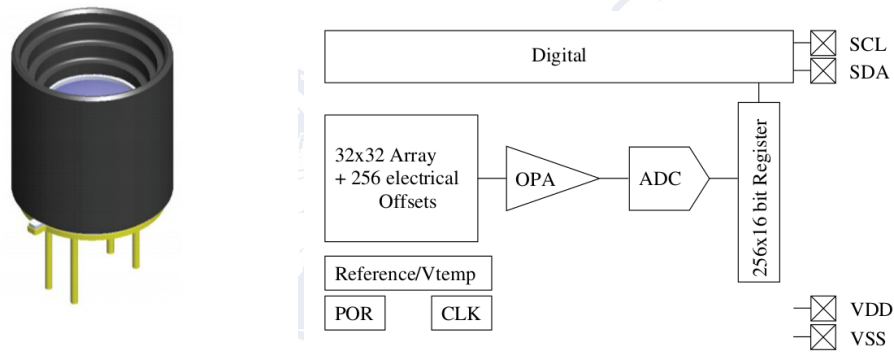 Digital
SCL
SDA
32x32 Array
+ 256 electrical
Offsets
OPA
ADC
256x16 bit Register
Reference/Vtemp
POR
CLK
VDD
VSS